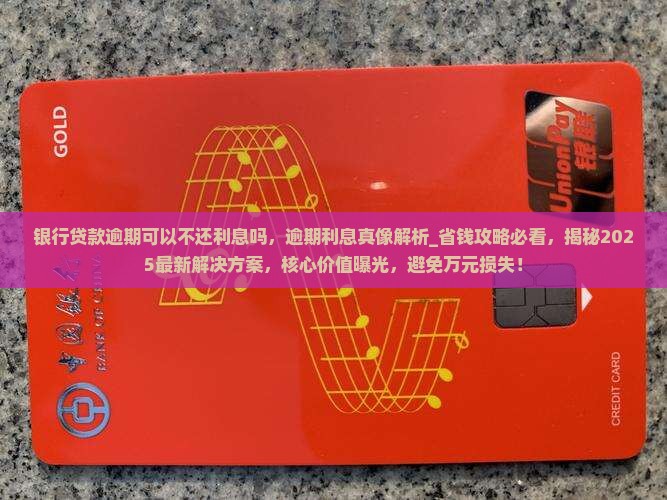 GOLD
UnionPay
银联
银行贷款逾期可以不还利息吗，逾期利息真像解析_省钱攻略必看，揭秘202
5最新解决方案，核心价值曝光，避免万元损失！
中国银行
BANK OF CHINA
CREDIT CARD